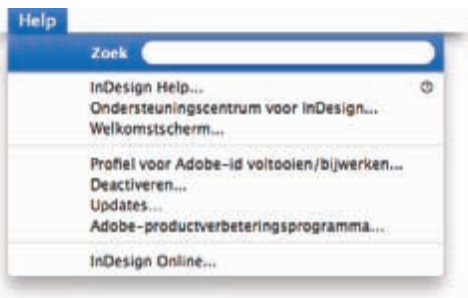 Help
Zoek
InDesign Help...
Ondersteuningscentrum voor InDesign...
Welkomstscherm...
Profiel voor Adobe-id voltooien/bijwerken...
Deactiveren...
Updates...
Adobe-productverbeteringsprogramma...
InDesign Online...